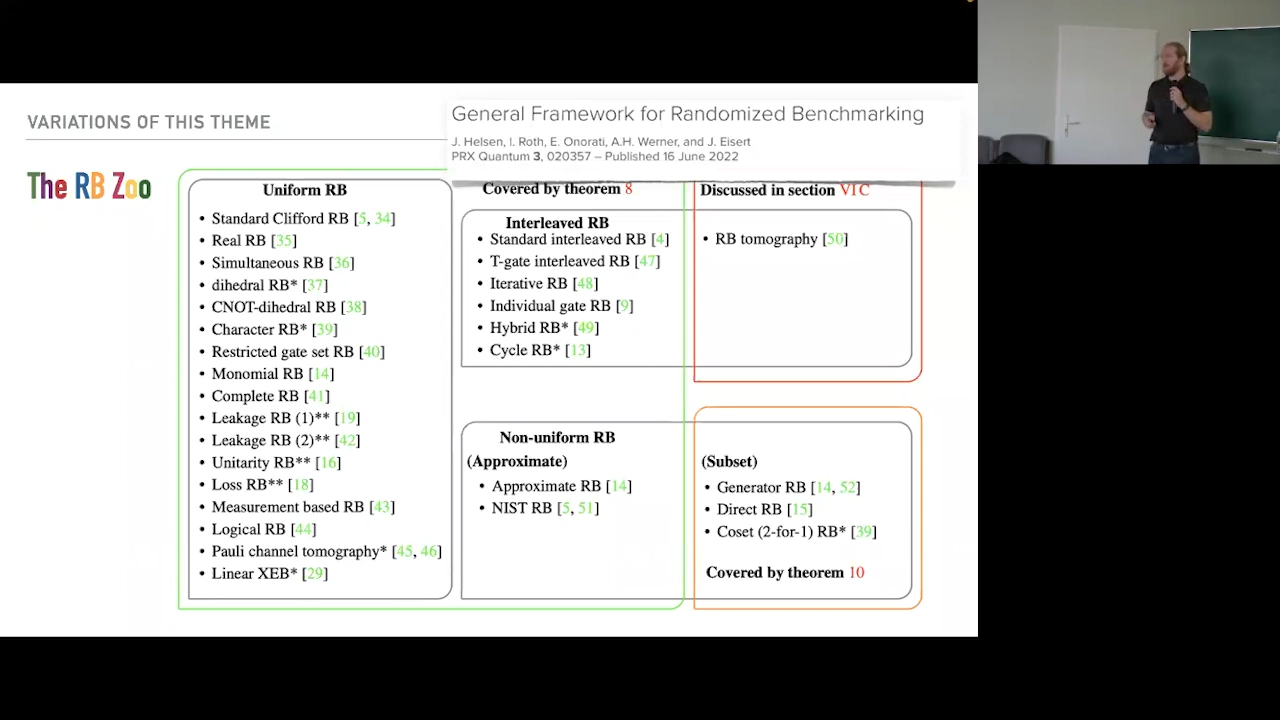 VARIATIONS OF THIS THEME
General Framework for Randomized Benchmarking
J. Helsen, I. Roth, E. Onorati, A.H. Werner, and J. Eisert
PRX Quantum 3, 020357 – Published 16 June 2022
The RB Zoo
Uniform RB
• Standard Clifford RB [5, 34]
• Real RB [35]
• Simultaneous RB [36]
• dihedral RB* [37]
• CNOT-dihedral RB [38]
• Character RB* [39]
• Restricted gate set RB [40]
• Monomial RB [14]
• Complete RB [41]
• Leakage RB (1)** [19]
• Leakage RB (2)** [42]
• Unitarity RB** [16]
• Loss RB** [18]
• Measurement based RB [43]
• Logical RB [44]
• Pauli channel tomography* [45, 46]
• Linear XEB* [29]
Covered by theorem 8
Interleaved RB
• Standard interleaved RB [4]
• T-gate interleaved RB [47]
• Iterative RB [48]
• Individual gate RB [9]
• Hybrid RB* [49]
• Cycle RB* [13]
Discussed in section VI C
• RB tomography [50]
Non-uniform RB
(Approximate)
• Approximate RB [14]
• NIST RB [5, 51]
(Subset)
• Generator RB [14, 52]
• Direct RB [15]
• Coset (2-for-1) RB* [39]
Covered by theorem 10